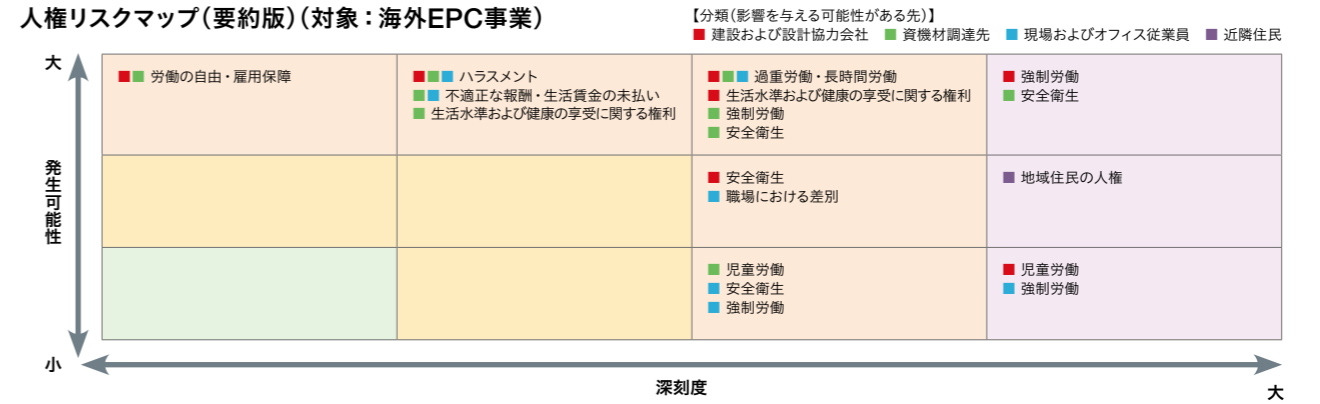 人権リスクマップ（要約版）（対象：海外EPC事業）
【分類（影響を与える可能性がある先）】
■ 建設および設計協力会社 ■ 資機材調達先 ■ 現場およびオフィス従業員 ■ 近隣住民
大
発生可能性
小
■■ 労働の自由・雇用保障
■■■ ハラスメント
■■ 不適正な報酬・生活賃金の未払い
■ 生活水準および健康の享受に関する権利
■■■ 過重労働・長時間労働
■ 生活水準および健康の享受に関する権利
■ 強制労働
■ 安全衛生
■ 強制労働
■ 安全衛生
■ 安全衛生
■ 職場における差別
■ 地域住民の人権
■ 児童労働
■ 安全衛生
■ 強制労働
■ 児童労働
■ 強制労働
深刻度
大